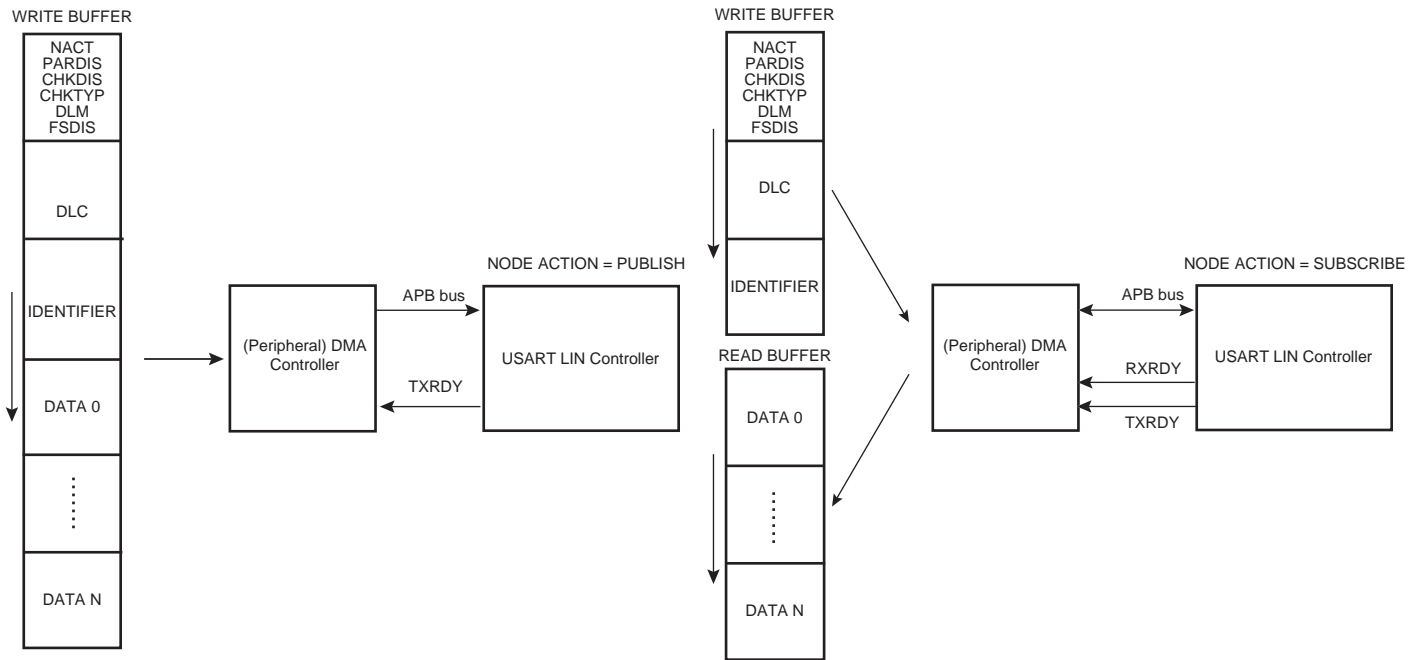 WRITE BUFFER
NACT
PARDIS
CHKDIS
CHKTYP
DLM
FSDIS
DLC
IDENTIFIER
DATA 0
DATA N
(Peripheral) DMA
Controller
APB bus
TXRDY
NODE ACTION = PUBLISH
USART LIN Controller
WRITE BUFFER
NACT
PARDIS
CHKDIS
CHKTYP
DLM
FSDIS
DLC
IDENTIFIER
READ BUFFER
DATA 0
DATA N
(Peripheral) DMA
Controller
APB bus
RXRDY
TXRDY
NODE ACTION = SUBSCRIBE
USART LIN Controller